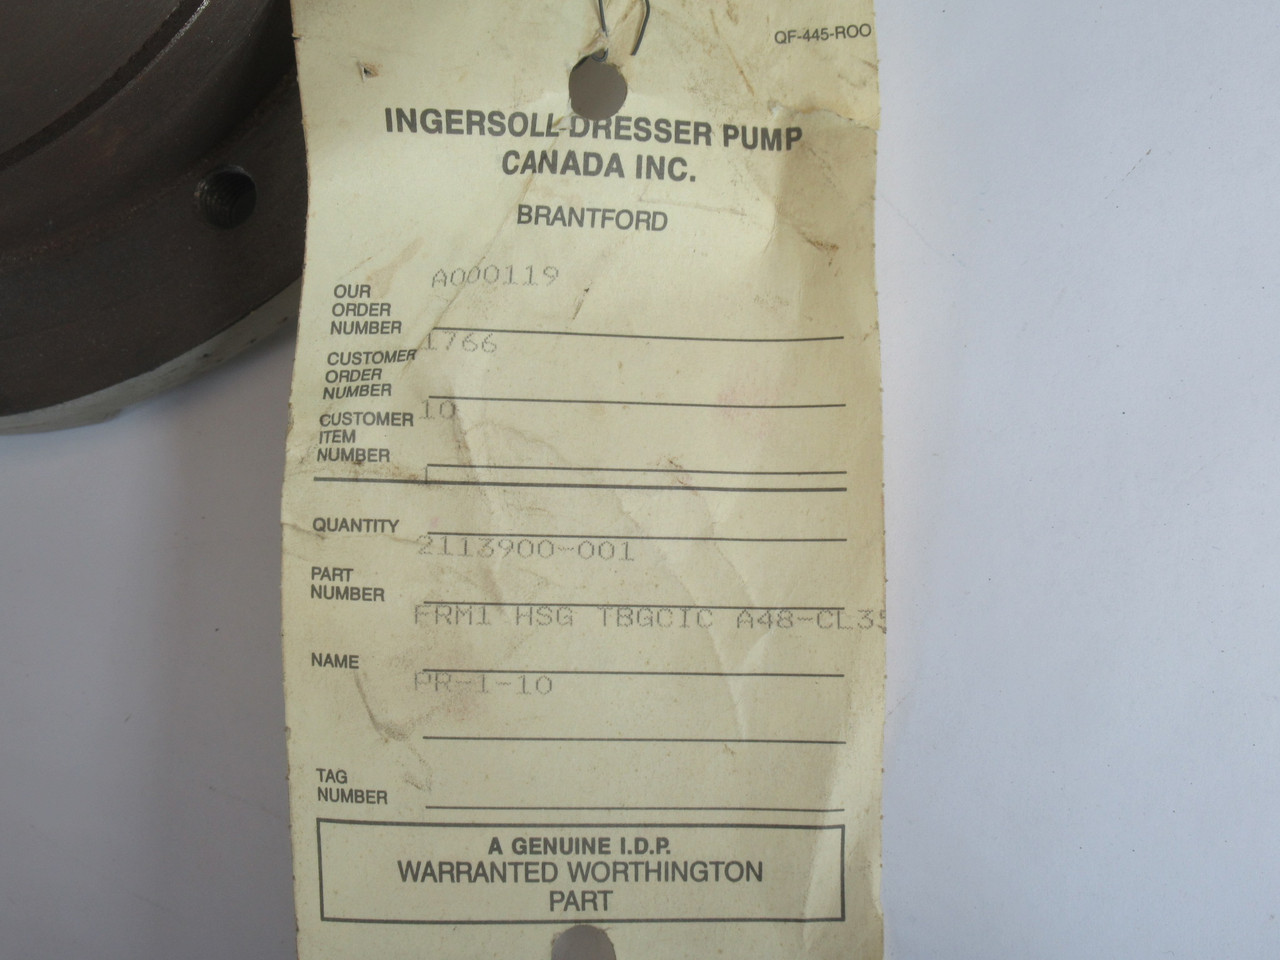 QF-445-ROO
INGERSOLL-DRESSER PUMP
CANADA INC.
BRANTFORD
A000119
OUR
ORDER
NUMBER
1766
CUSTOMER
ORDER
NUMBER
10
CUSTOMER
ITEM
NUMBER
QUANTITY
2113900-001
PART
NUMBER
FRM1 HSG TBGCIC A48-CL35
NAME
PR-1-10
TAG
NUMBER
A GENUINE I.D.P.
WARRANTED WORTHINGTON
PART